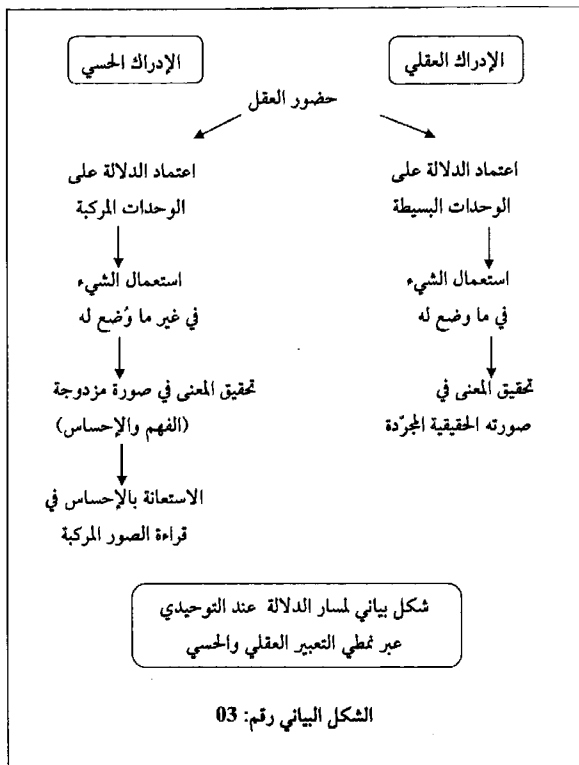 الإدراك العقلي
الإدراك الحسي
حضور العقل
اعتماد الدلالة على
الوحدات البسيطة
استعمال الشيء
في ما وضع له
تحقيق المعنى في
صورته الحقيقية المجرّدة
اعتماد الدلالة على
الوحدات المركبة
استعمال الشيء
في غير ما وُضع له
تحقيق المعنى في صورة مزدوجة
(الفهم والإحساس)
الاستعانة بالإحساس في
قراءة الصور المركبة
شكل بياني لمسار الدلالة عند التوحيدي
عبر نمطي التعبير العقلي والحسي
الشكل البياني رقم: 03